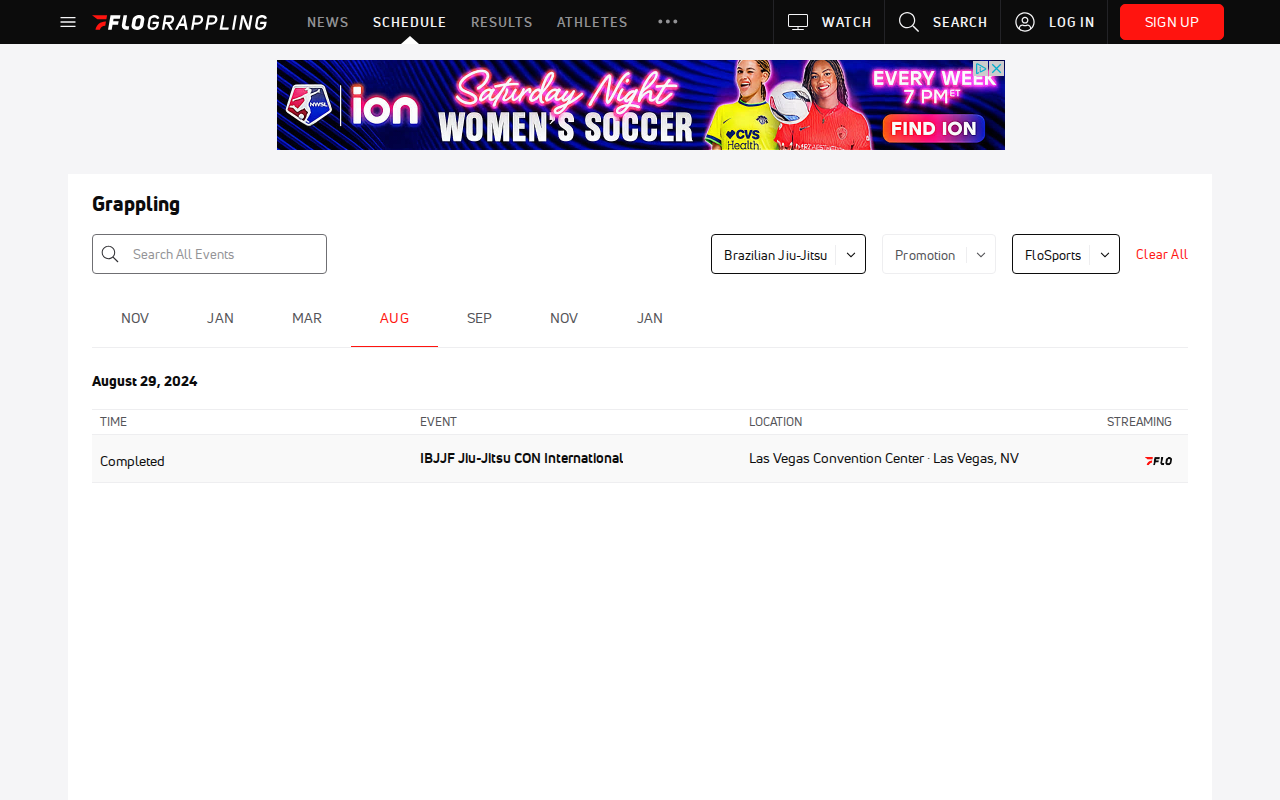 FLOGRAPPLING NEWS SCHEDULE RESULTS ATHLETES WATCH SEARCH LOG IN SIGN UP
NWSL ion Saturday Night WOMEN'S SOCCER CVS Health EVERY WEEK 7 PM ET FIND ION
Grappling
Search All Events Brazilian Jiu-Jitsu Promotion FloSports Clear All
NOV JAN MAR AUG SEP NOV JAN
August 29, 2024
TIME EVENT LOCATION STREAMING
Completed IBJJF Jiu-Jitsu CON International Las Vegas Convention Center · Las Vegas, NV FLO